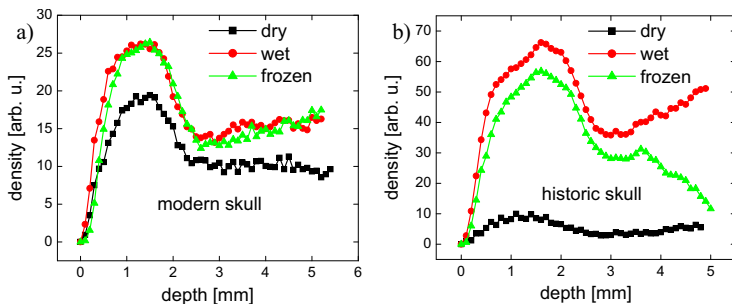 a)
30
25
20
15
10
5
0
density [arb. u.]
dry
wet
frozen
modern skull
0 1 2 3 4 5 6
depth [mm]
b)
70
60
50
40
30
20
10
0
density [arb. u.]
dry
wet
frozen
historic skull
0 1 2 3 4 5
depth [mm]